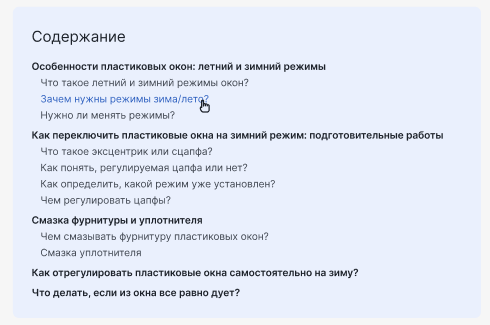 Содержание
Особенности пластиковых окон: летний и зимний режимы
Что такое летний и зимний режимы окон?
Зачем нужны режимы зима/лето?
Нужно ли менять режимы?
Как переключить пластиковые окна на зимний режим: подготовительные работы
Что такое эксцентрик или сцапфа?
Как понять, регулируемая цапфа или нет?
Как определить, какой режим уже установлен?
Чем регулировать цапфы?
Смазка фурнитуры и уплотнителя
Чем смазывать фурнитуру пластиковых окон?
Смазка уплотнителя
Как отрегулировать пластиковые окна самостоятельно на зиму?
Что делать, если из окна все равно дует?